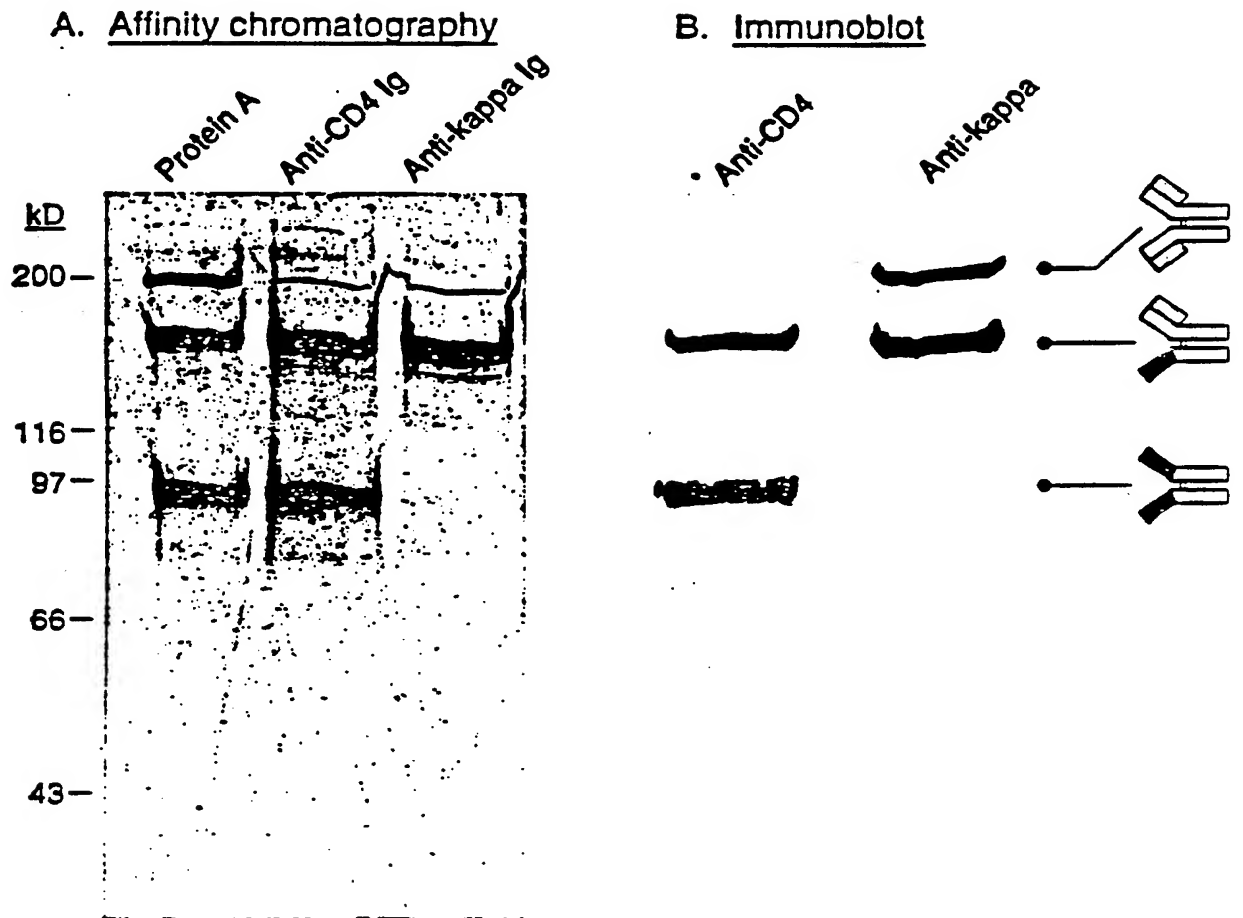 A. Affinity chromatography
Protein A
Anti-CD4 Ig
Anti-kappa Ig
kD
200
116
97
66
43
B. Immunoblot
Anti-CD4
Anti-kappa